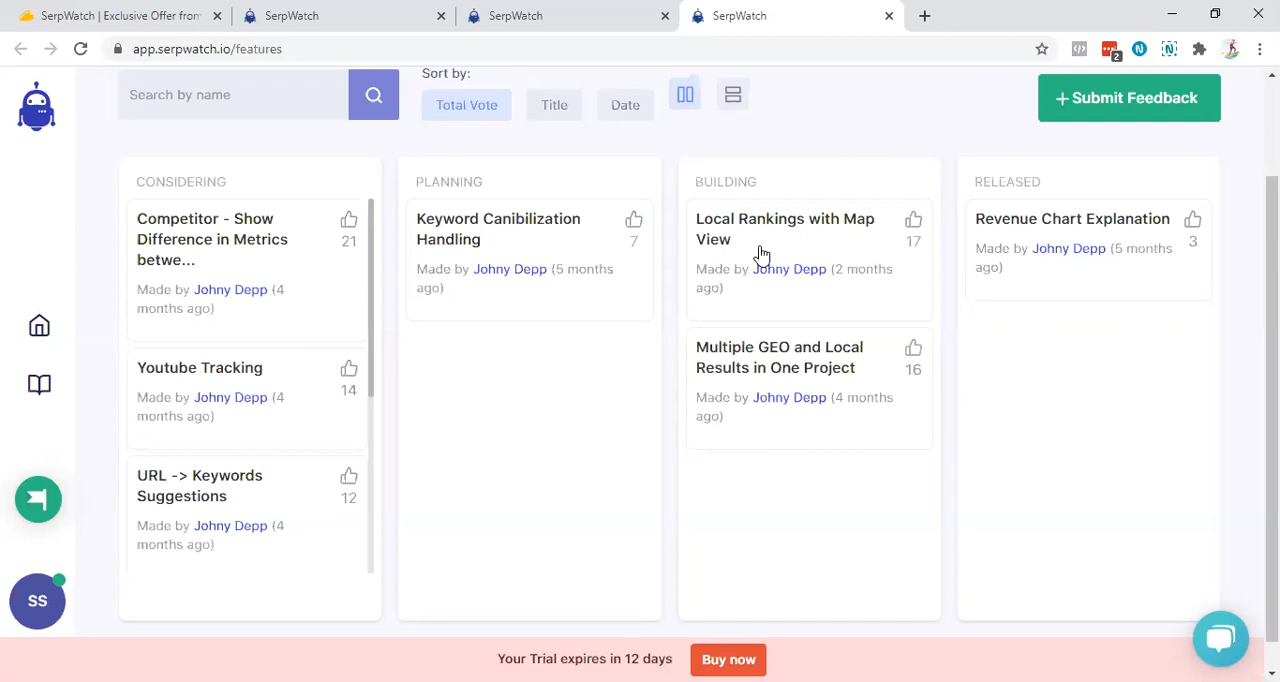 SerpWatch | Exclusive Offer from
SerpWatch
SerpWatch
SerpWatch
app.serpwatch.io/features
2
Search by name
Sort by:
Total Vote
Title
Date
+ Submit Feedback
CONSIDERING
Competitor - Show
Difference in Metrics
betwe...
21
Made by Johny Depp (4
months ago)
Youtube Tracking
14
Made by Johny Depp (4
months ago)
URL -> Keywords
Suggestions
12
Made by Johny Depp (4
months ago)
PLANNING
Keyword Canibilization
Handling
7
Made by Johny Depp (5 months
ago)
BUILDING
Local Rankings with Map
View
17
Made by Johny Depp (2 months
ago)
Multiple GEO and Local
Results in One Project
16
Made by Johny Depp (4 months
ago)
RELEASED
Revenue Chart Explanation
3
Made by Johny Depp (5 months
ago)
SS
Your Trial expires in 12 days
Buy now